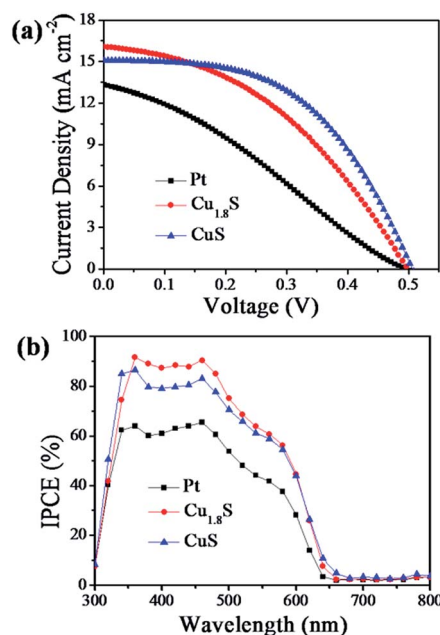 (a)
Current Density (mA cm⁻²)
18
15
12
9
6
3
0
Pt
Cu₁.₈S
CuS
0.0 0.1 0.2 0.3 0.4 0.5
Voltage (V)
(b)
IPCE (%)
100
80
60
40
20
0
Pt
Cu₁.₈S
CuS
300 400 500 600 700 800
Wavelength (nm)